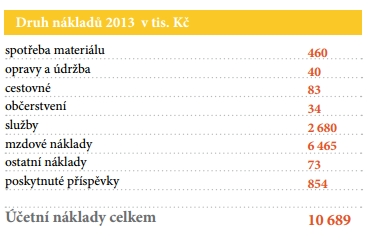 Druh nákladů 2013 v tis. Kč
spotřeba materiálu 460
opravy a údržba 40
cestovné 83
občerstvení 34
služby 2 680
mzdové náklady 6 465
ostatní náklady 73
poskytnuté příspěvky 854
Účetní náklady celkem 10 689